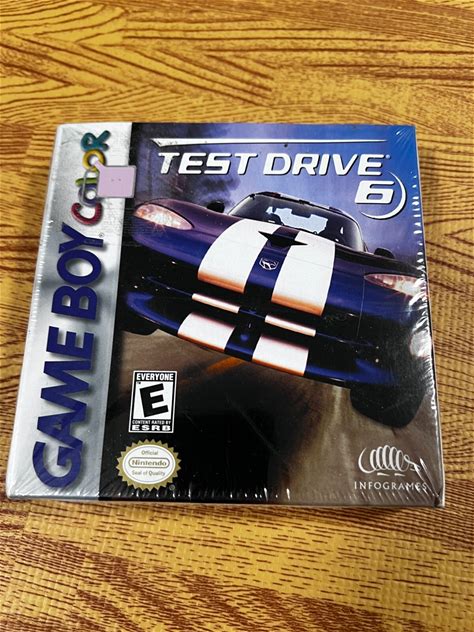 GAME BOY COLOR
TEST DRIVE
6
EVERYONE
E
CONTENT RATED BY
ESRB
Official
Nintendo
Seal of Quality
INFOGRAMES